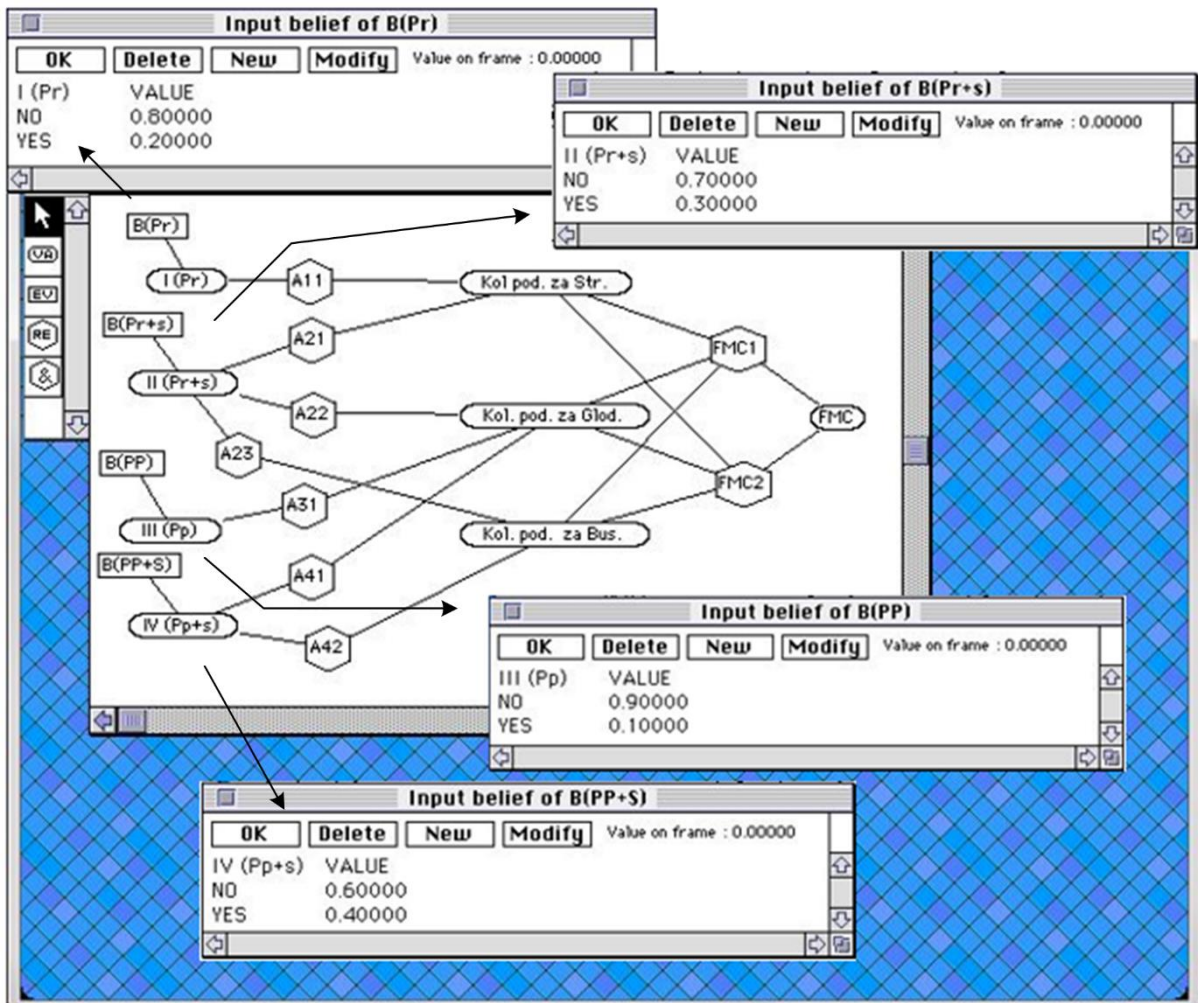 Input belief of B(Pr)
OK Delete New Modify Value on frame : 0.00000
I (Pr) VALUE
NO 0.80000
YES 0.20000
Input belief of B(Pr+s)
OK Delete New Modify Value on frame : 0.00000
II (Pr+s) VALUE
NO 0.70000
YES 0.30000
VA
EV
RE
&
B(Pr)
I (Pr)
A11
Kol pod. za Str.
B(Pr+s)
A21
FMC1
II (Pr+s)
A22
Kol. pod. za Glod.
FMC
B(PP)
A23
FMC2
A31
III (Pp)
Kol. pod. za Bus.
B(PP+S)
A41
IV (Pp+s)
A42
Input belief of B(PP)
OK Delete New Modify Value on frame : 0.00000
III (Pp) VALUE
NO 0.90000
YES 0.10000
Input belief of B(PP+S)
OK Delete New Modify Value on frame : 0.00000
IV (Pp+s) VALUE
NO 0.60000
YES 0.40000